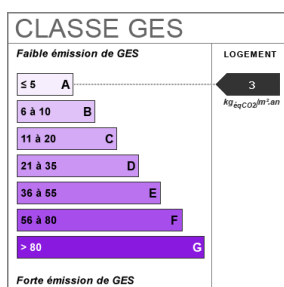 CLASSE GES
Faible émission de GES
LOGEMENT
≤ 5 A
3
kgéqCO2/m².an
6 à 10 B
11 à 20 C
21 à 35 D
36 à 55 E
56 à 80 F
> 80 G
Forte émission de GES